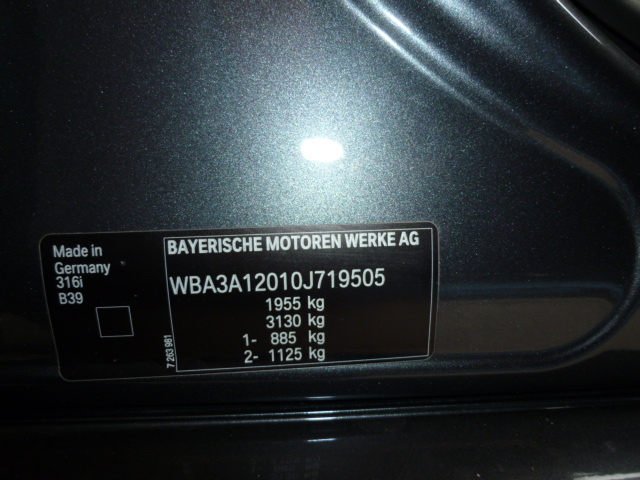 Made in
Germany
316i
B39
7 263 981
BAYERISCHE MOTOREN WERKE AG
WBA3A12010J719505
1955 kg
3130 kg
1- 885 kg
2- 1125 kg